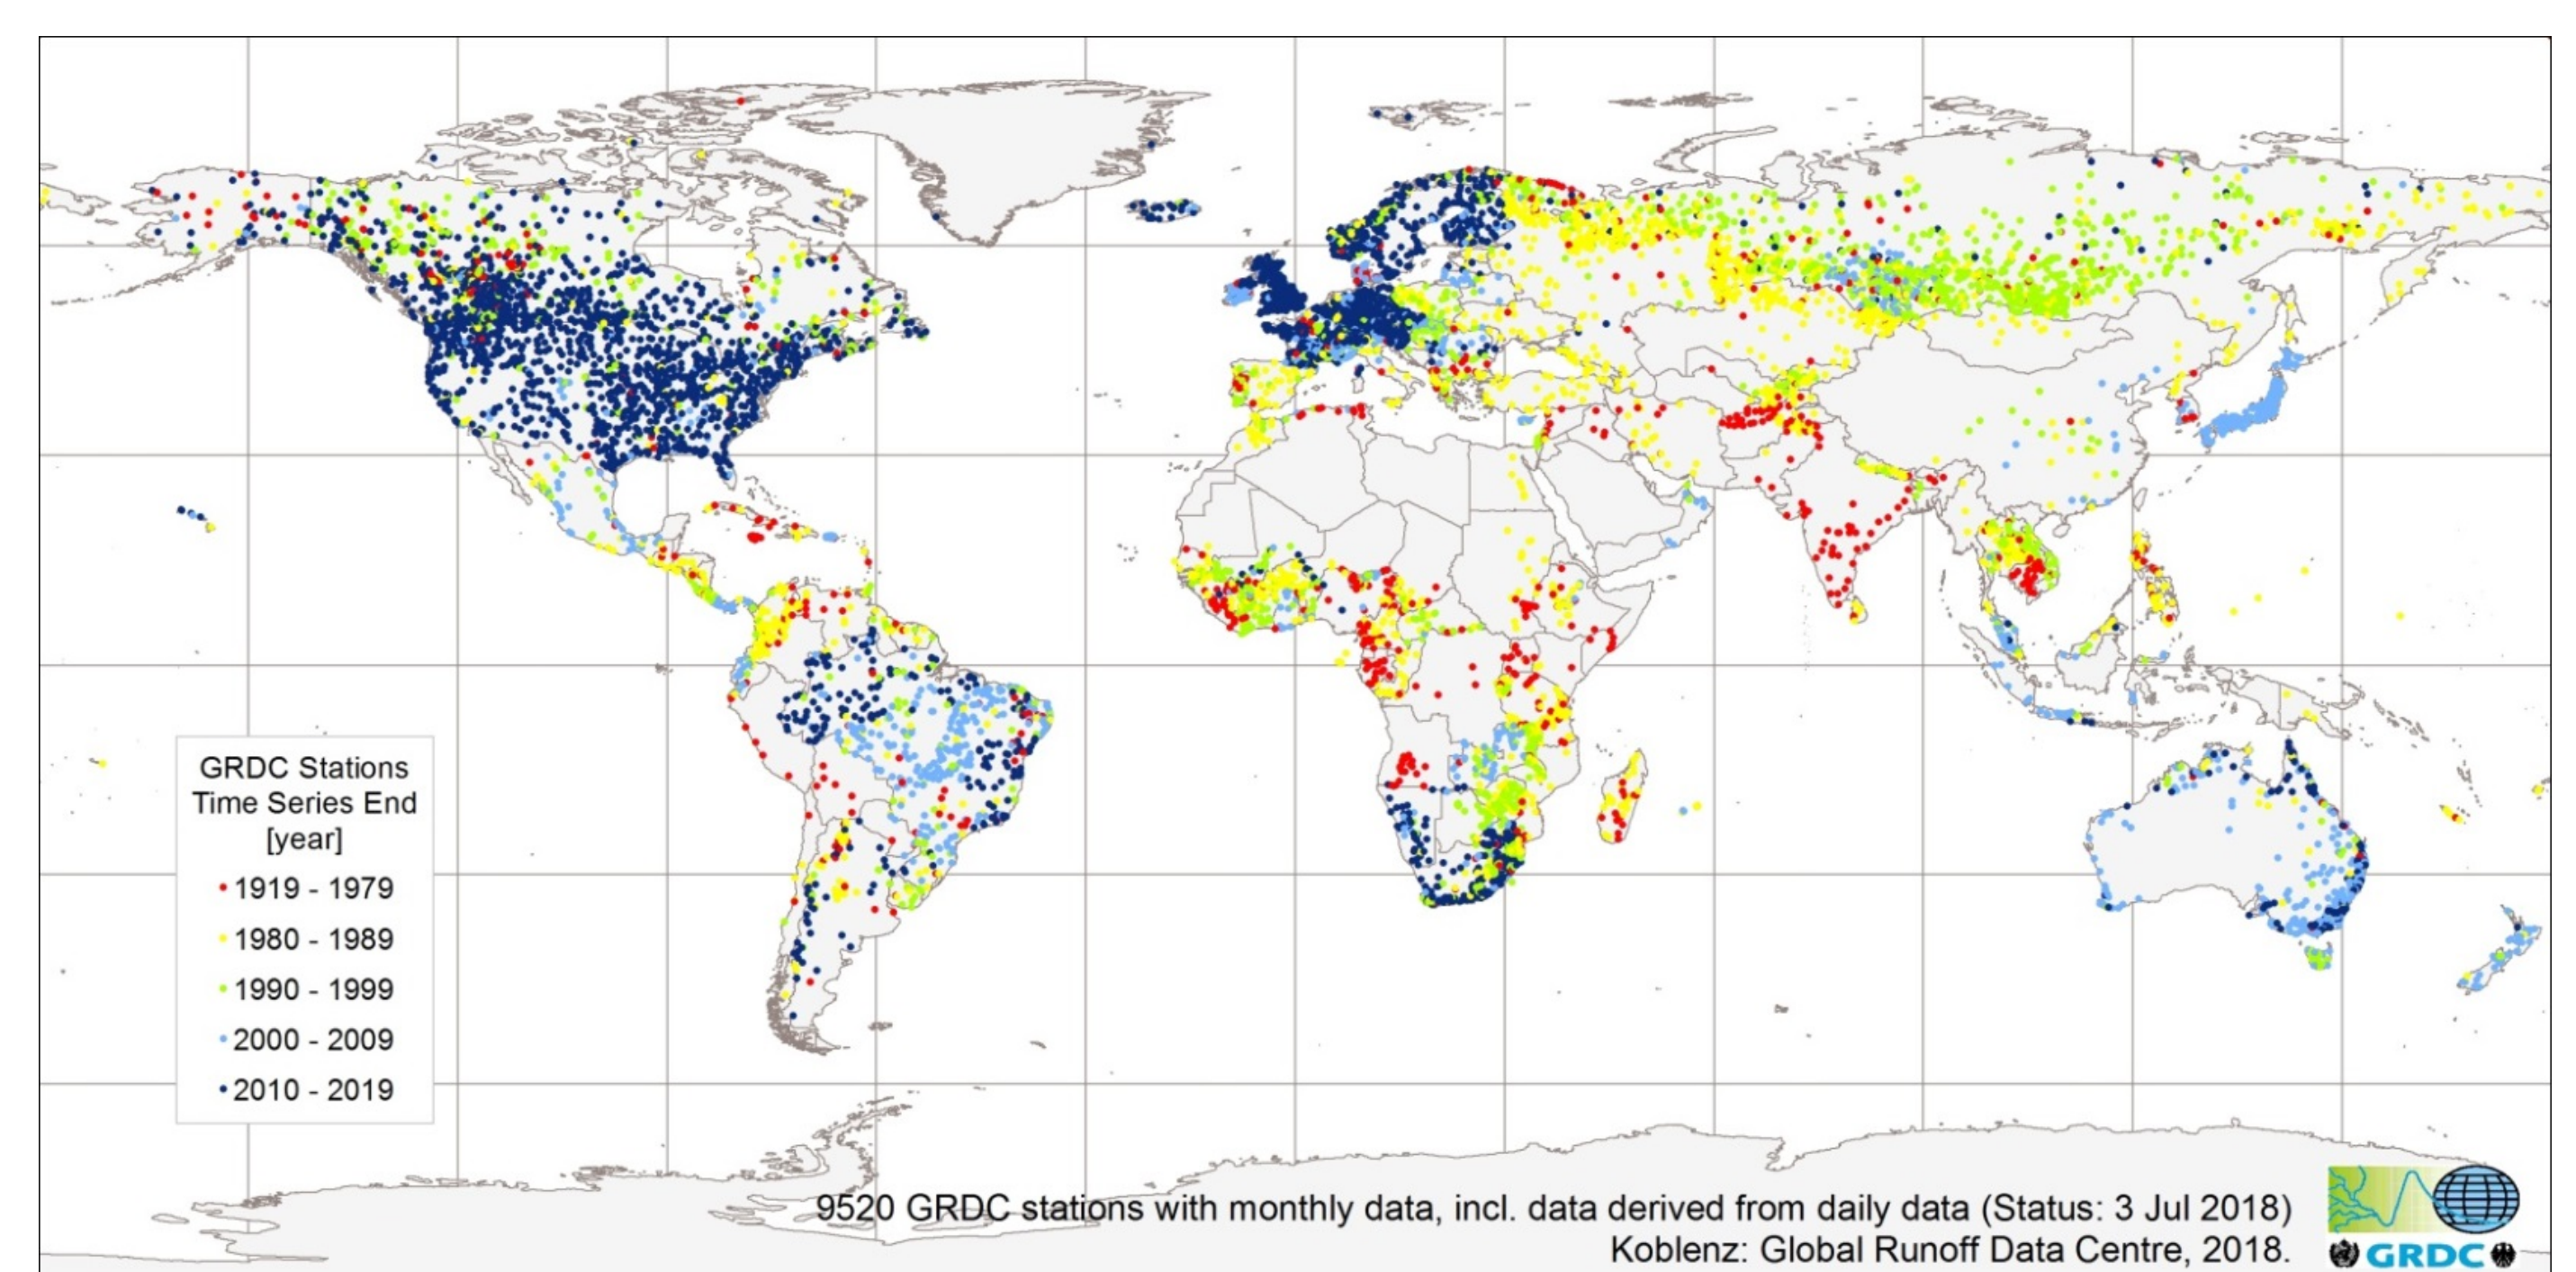 GRDC Stations
Time Series End
[year]
1919 - 1979
1980 - 1989
1990 - 1999
2000 - 2009
2010 - 2019
9520 GRDC stations with monthly data, incl. data derived from daily data (Status: 3 Jul 2018)
Koblenz: Global Runoff Data Centre, 2018.
GRDC